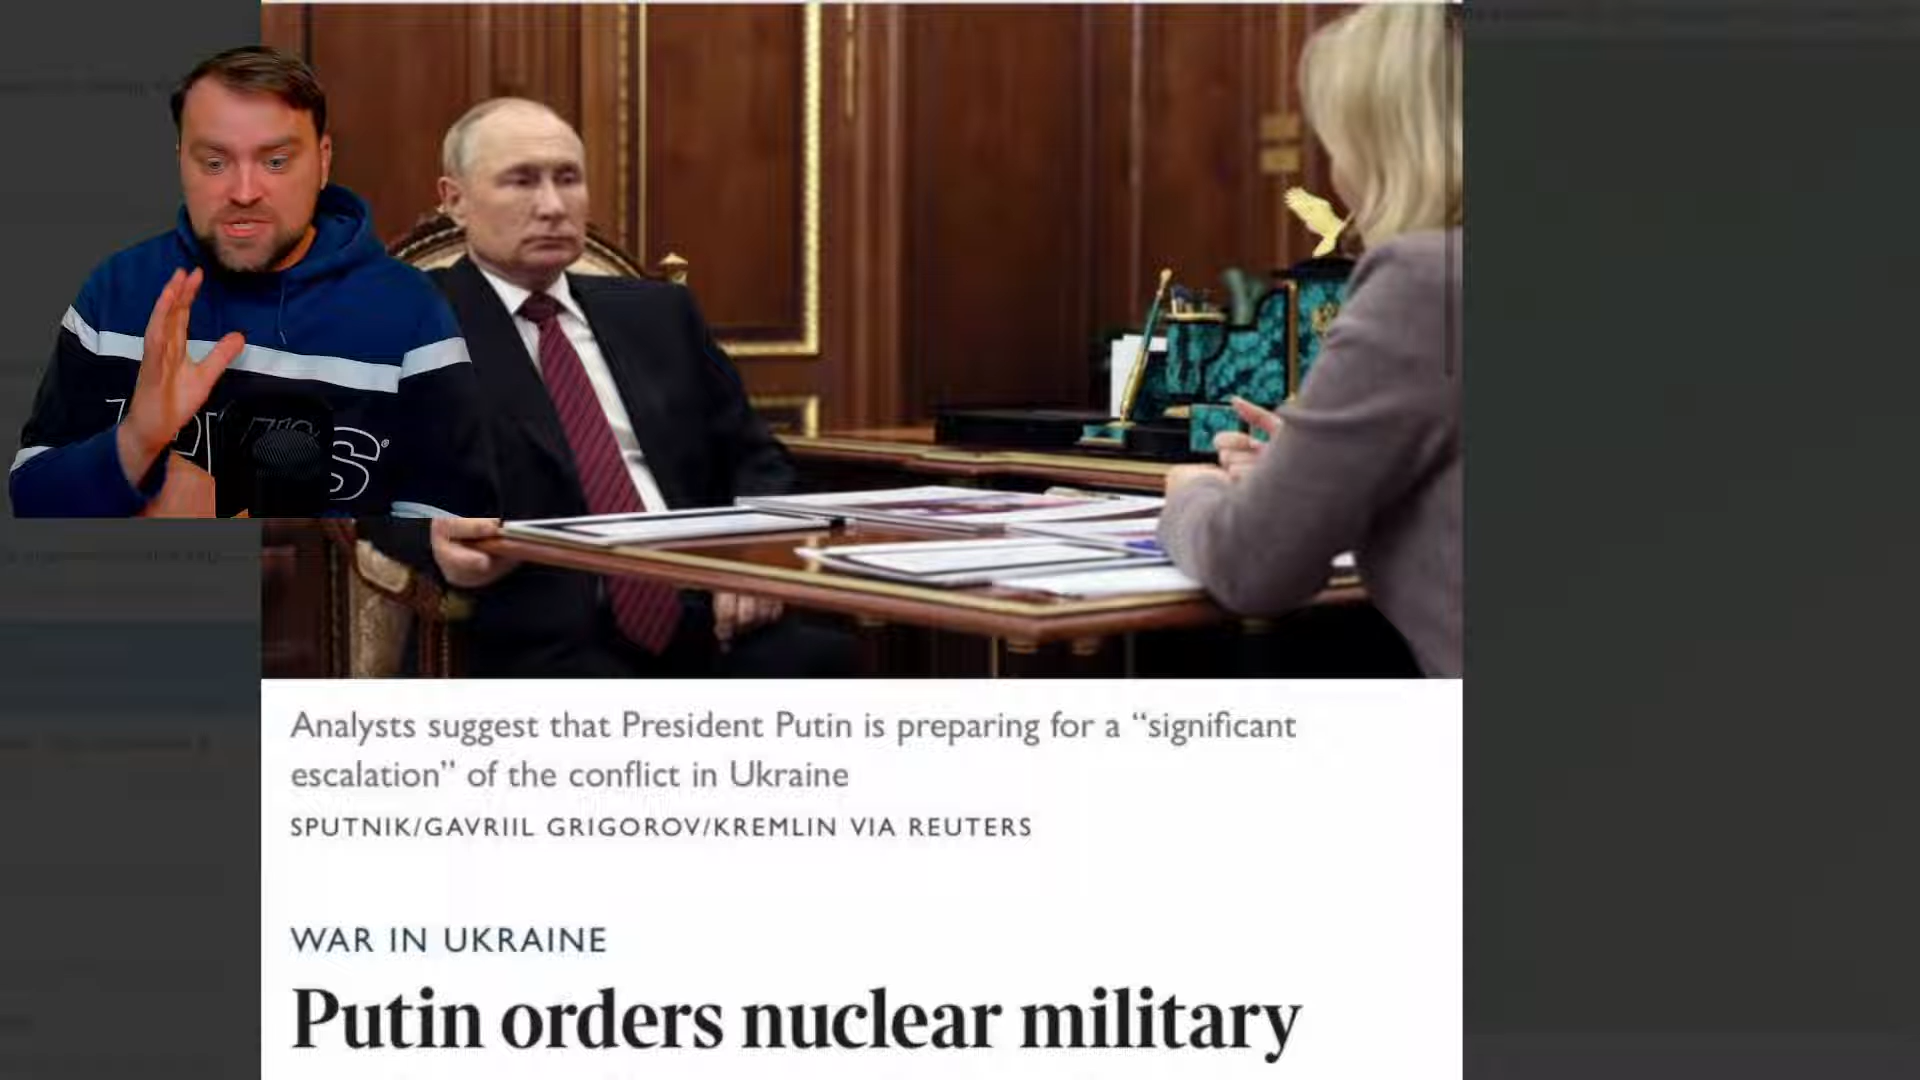 Analysts suggest that President Putin is preparing for a “significant
escalation” of the conflict in Ukraine
SPUTNIK/GAVRIIL GRIGOROV/KREMLIN VIA REUTERS
WAR IN UKRAINE
Putin orders nuclear military